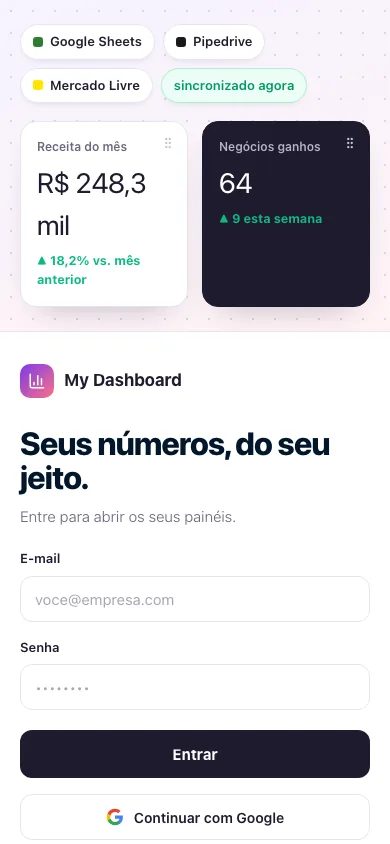 Google Sheets
Pipedrive
Mercado Livre
sincronizado agora
Receita do mês
R$ 248,3
mil
▲ 18,2% vs. mês
anterior
Negócios ganhos
64
▲ 9 esta semana
My Dashboard
Seus números, do seu
jeito.
Entre para abrir os seus painéis.
E-mail
voce@empresa.com
Senha
••••••••
Entrar
Continuar com Google